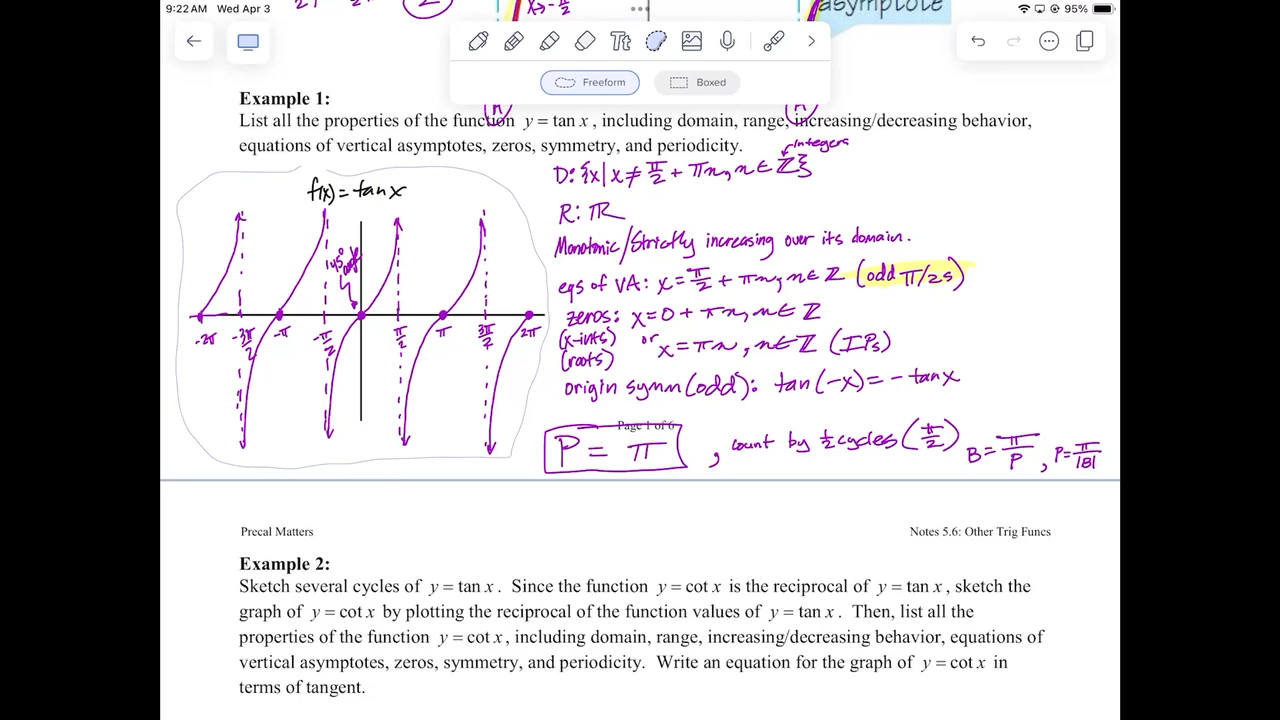 9:22 AM Wed Apr 3
95%
asymptote
x→-π/2
Tt
Freeform
Boxed
Example 1:
List all the properties of the function y = tan x, including domain, range, increasing/decreasing behavior,
equations of vertical asymptotes, zeros, symmetry, and periodicity.
integers
f(x) = tan x
D: {x | x ≠ π/2 + πn, n ∈ ℤ}
R: ℝ
Monotonic/Strictly increasing over its domain.
eqs of VA: x = π/2 + πn, n ∈ ℤ (odd π/2s)
zeros: x = 0 + πn, n ∈ ℤ
(x-ints) or x = πn, n ∈ ℤ (IPs)
(roots)
origin symm (odd): tan(-x) = -tan x
45°
-2π -3π/2 -π -π/2 π/2 π 3π/2 2π
Page 1 of 6
P = π , count by 1/2 cycles (π/2) B = π/P , P = π/|B|
Precal Matters
Notes 5.6: Other Trig Funcs
Example 2:
Sketch several cycles of y = tan x. Since the function y = cot x is the reciprocal of y = tan x, sketch the
graph of y = cot x by plotting the reciprocal of the function values of y = tan x. Then, list all the
properties of the function y = cot x, including domain, range, increasing/decreasing behavior, equations of
vertical asymptotes, zeros, symmetry, and periodicity. Write an equation for the graph of y = cot x in
terms of tangent.